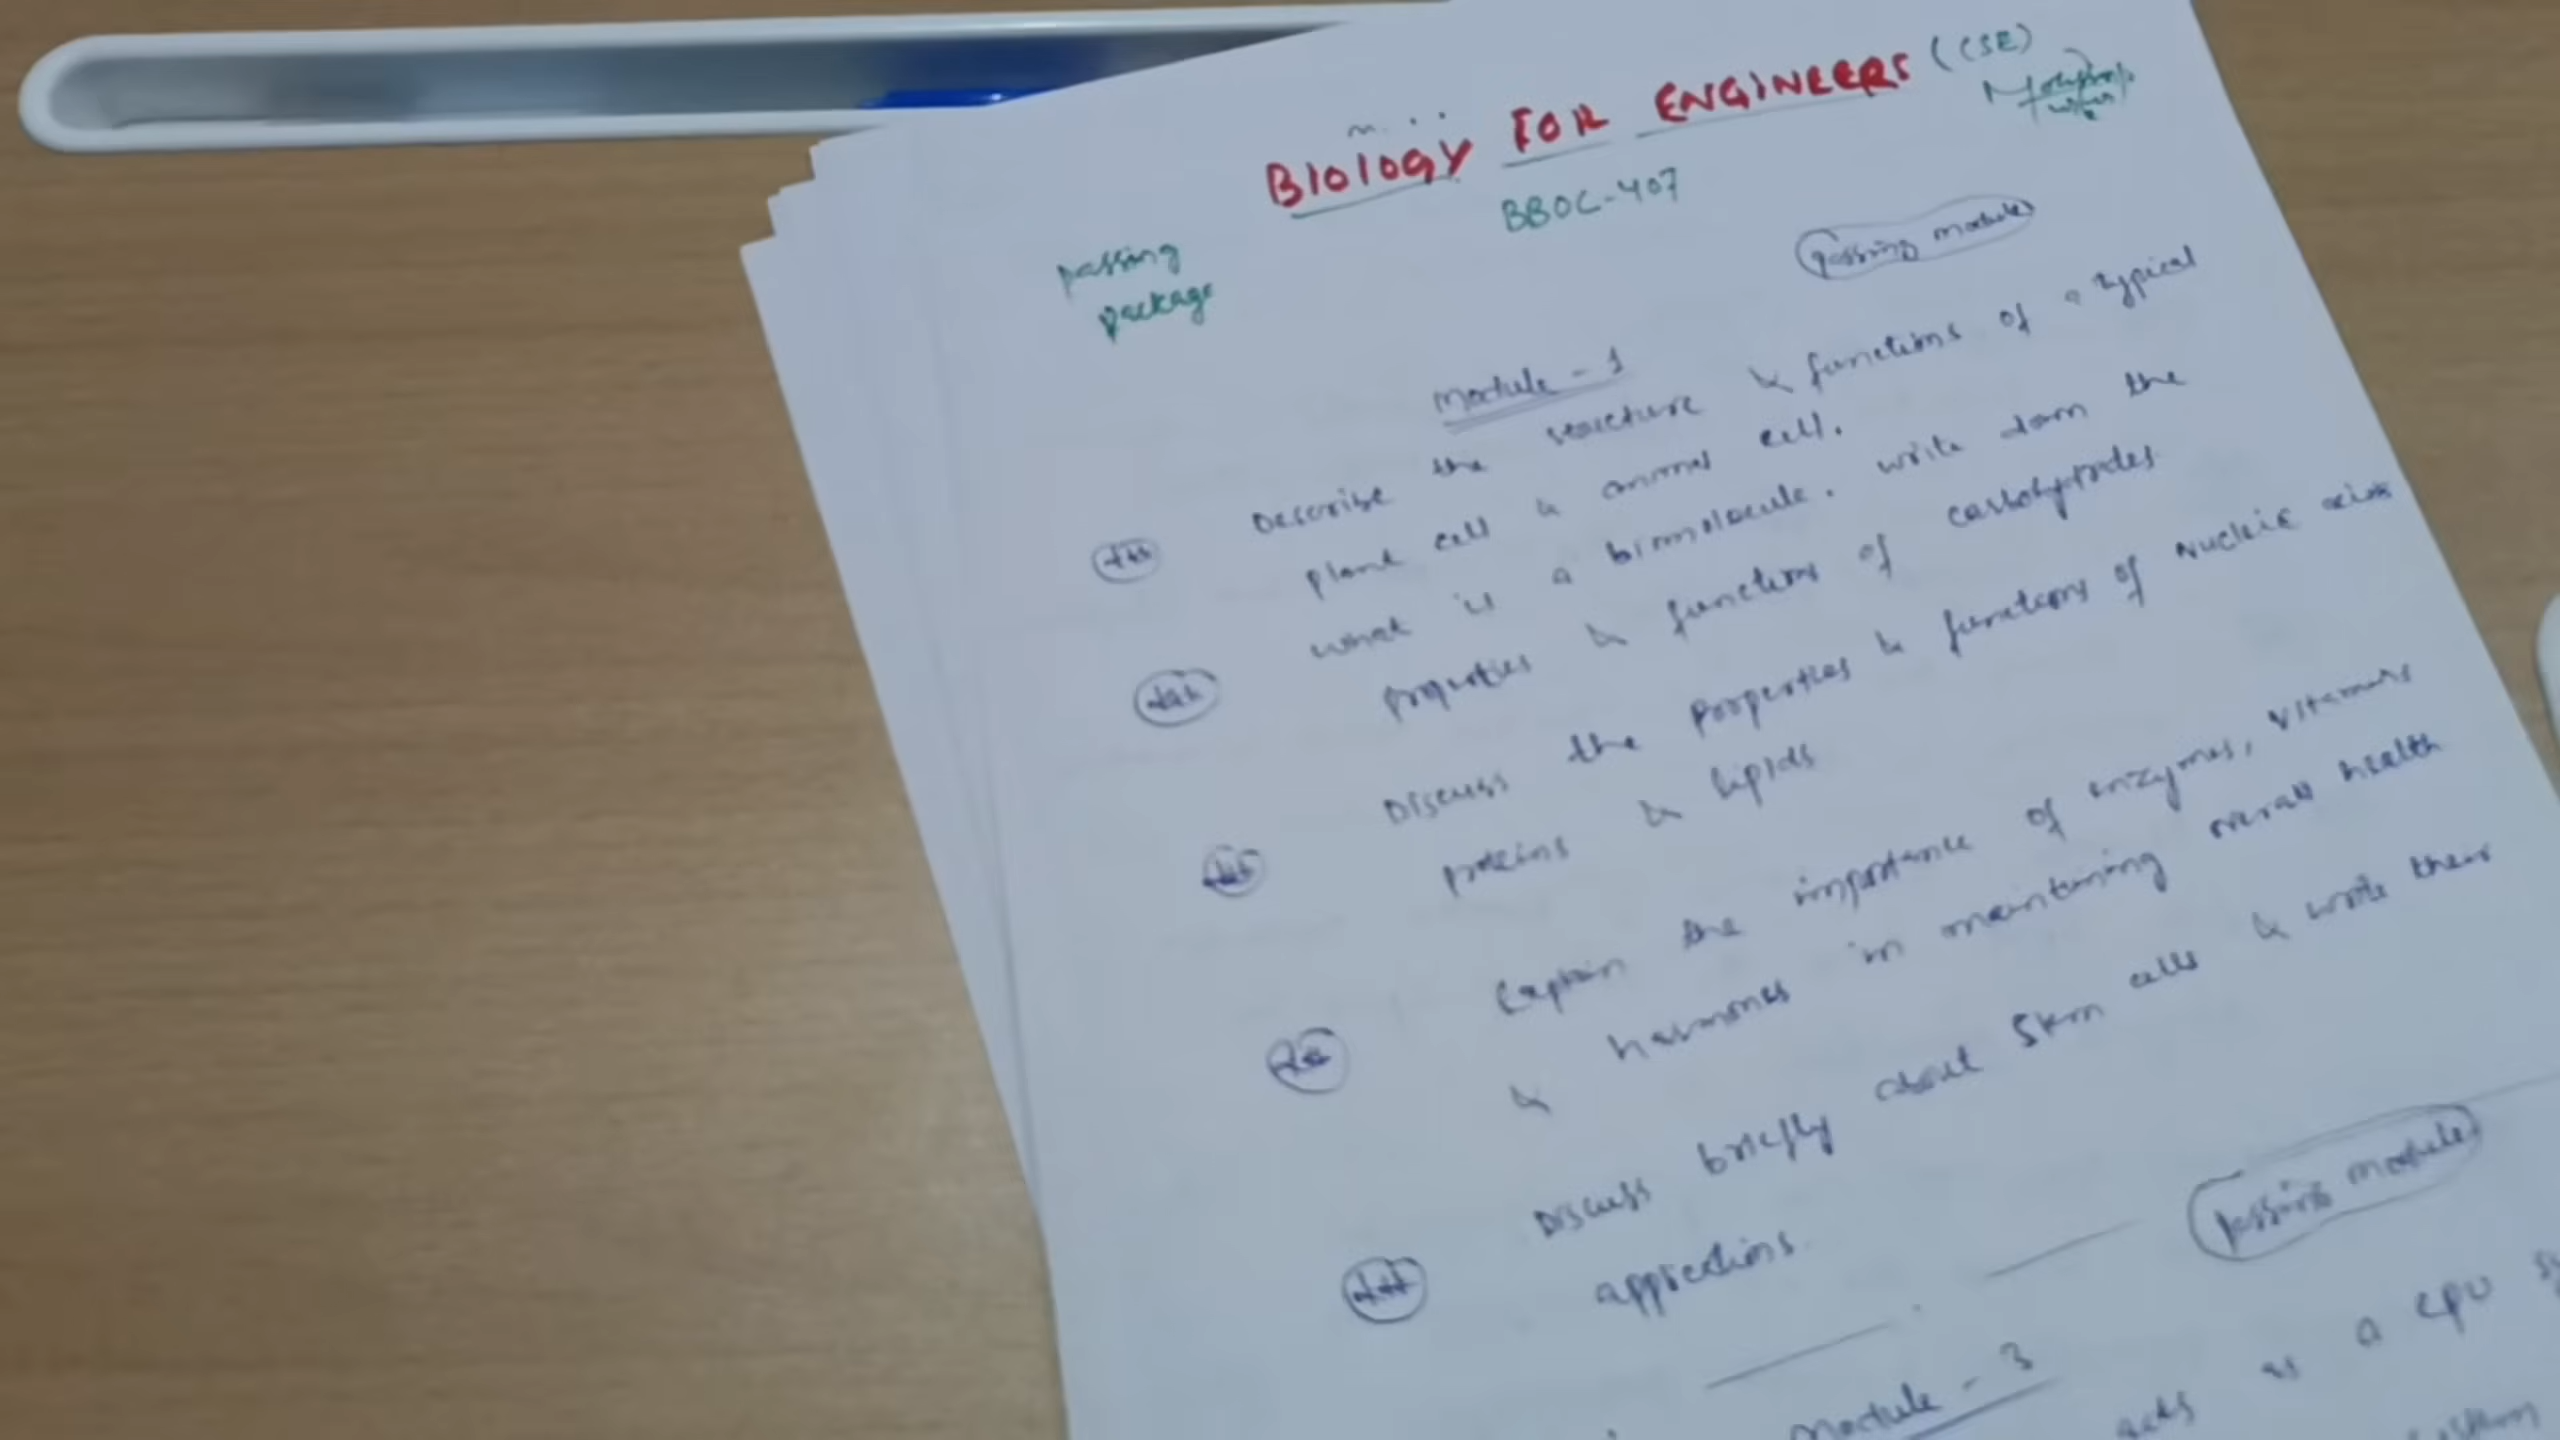 BIOLOGY FOR ENGINEERS (CSE)
BBOC-407
passing
package
passing module
Module - 1
*** Describe the structure & functions of a typical
plant cell & animal cell.
*** what is a biomolecule. write down the
properties & functions of carbohydrates
*** Discuss the Properties & functions of Nucleic acids
proteins & lipids
** Explain the importance of enzymes, vitamins
& hormones in maintaining overall health
*** Discuss briefly about Stem cells & write their
applications.
passing module
Module - 3
acts as a CPU